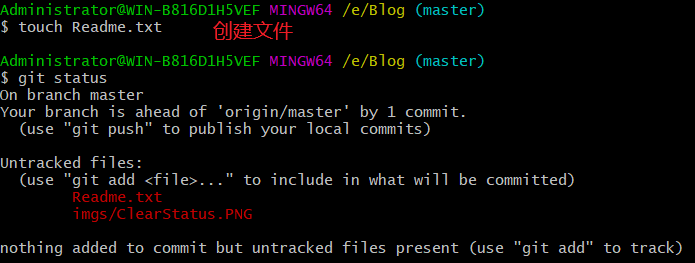 Administrator@WIN-B816D1H5VEF MINGW64 /e/Blog (master)
$ touch Readme.txt 创建文件
Administrator@WIN-B816D1H5VEF MINGW64 /e/Blog (master)
$ git status
On branch master
Your branch is ahead of 'origin/master' by 1 commit.
  (use "git push" to publish your local commits)
Untracked files:
  (use "git add <file>..." to include in what will be committed)
        Readme.txt
        imgs/ClearStatus.PNG
nothing added to commit but untracked files present (use "git add" to track)